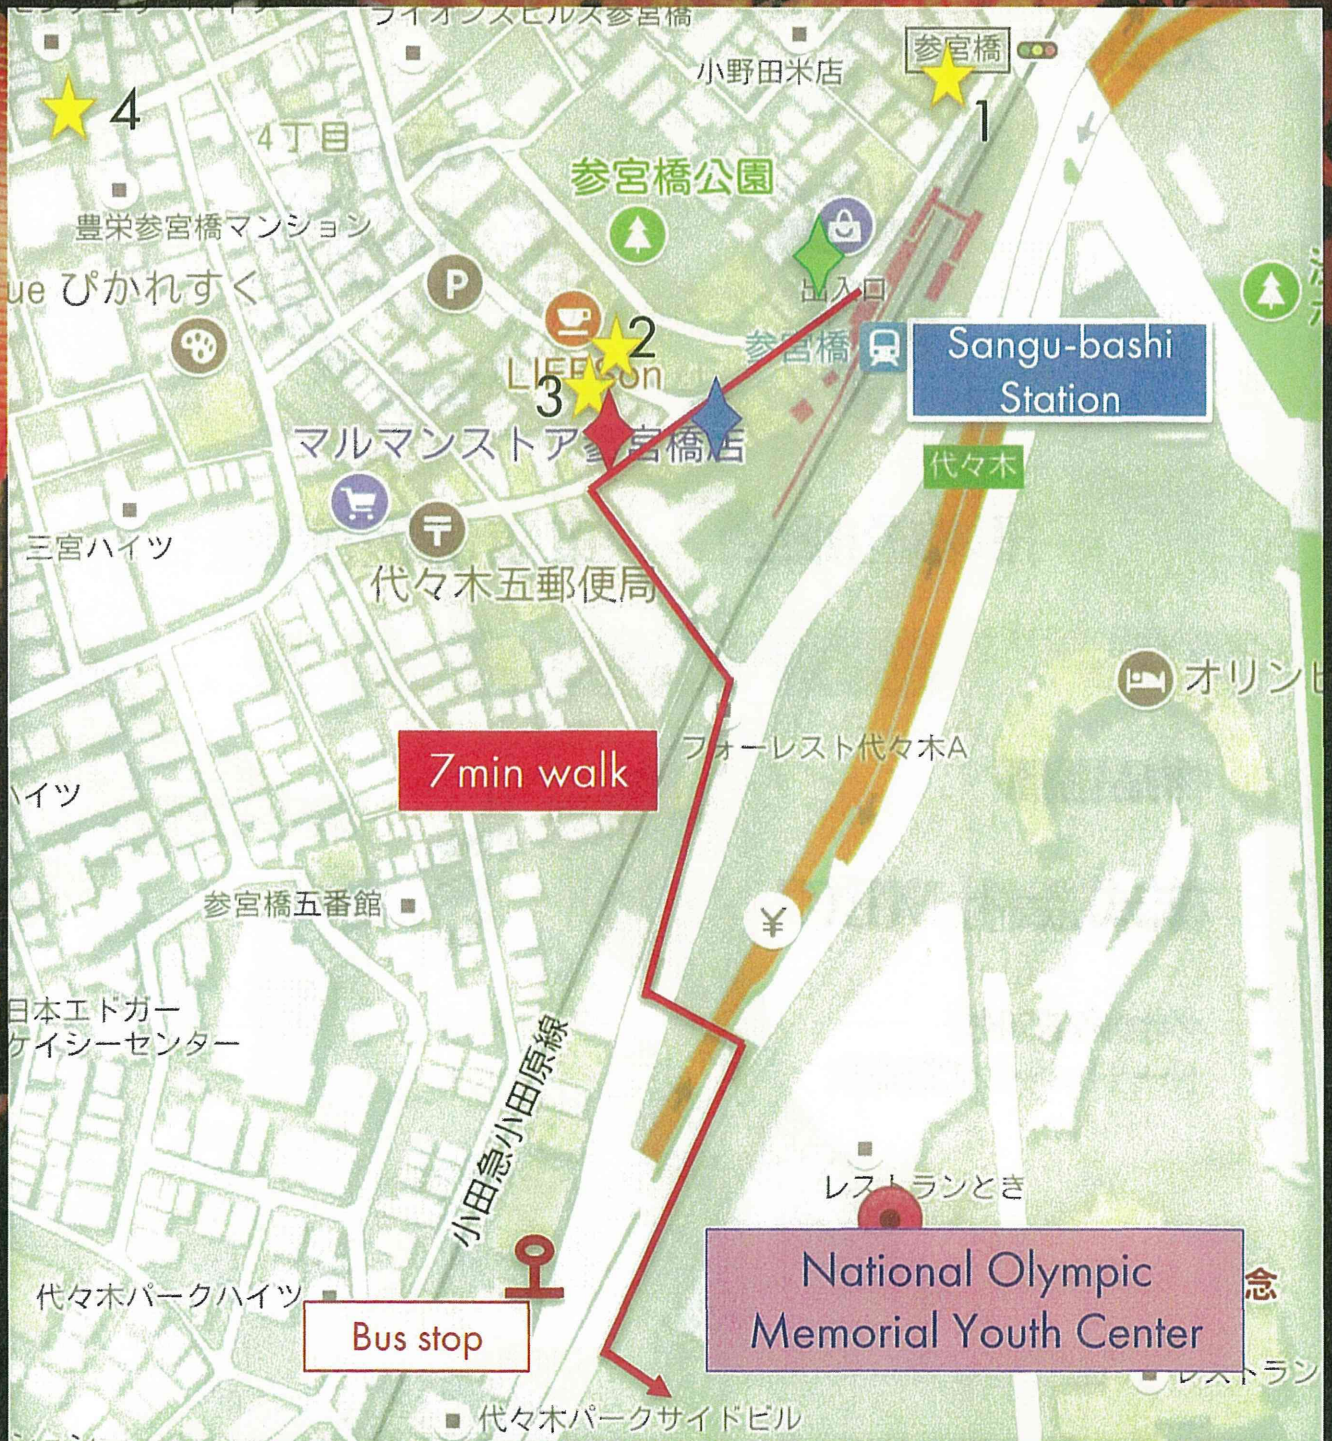 ライオンズヒルズ参宮橋
小野田米店
参宮橋
1
4
4丁目
参宮橋公園
豊栄参宮橋マンション
ue ぴかれすく
P
出入口
2
参宮橋
Sangu-bashi
Station
3
マルマンストア参宮橋店
代々木
〒
三宮ハイツ
代々木五郵便局
オリン
7min walk
フォーレスト代々木A
イツ
参宮橋五番館
¥
日本エドガー
ケイシーセンター
小田急小田原線
レストランとき
National Olympic
Memorial Youth Center
念
代々木パークハイツ
Bus stop
レストラン
代々木パークサイドビル